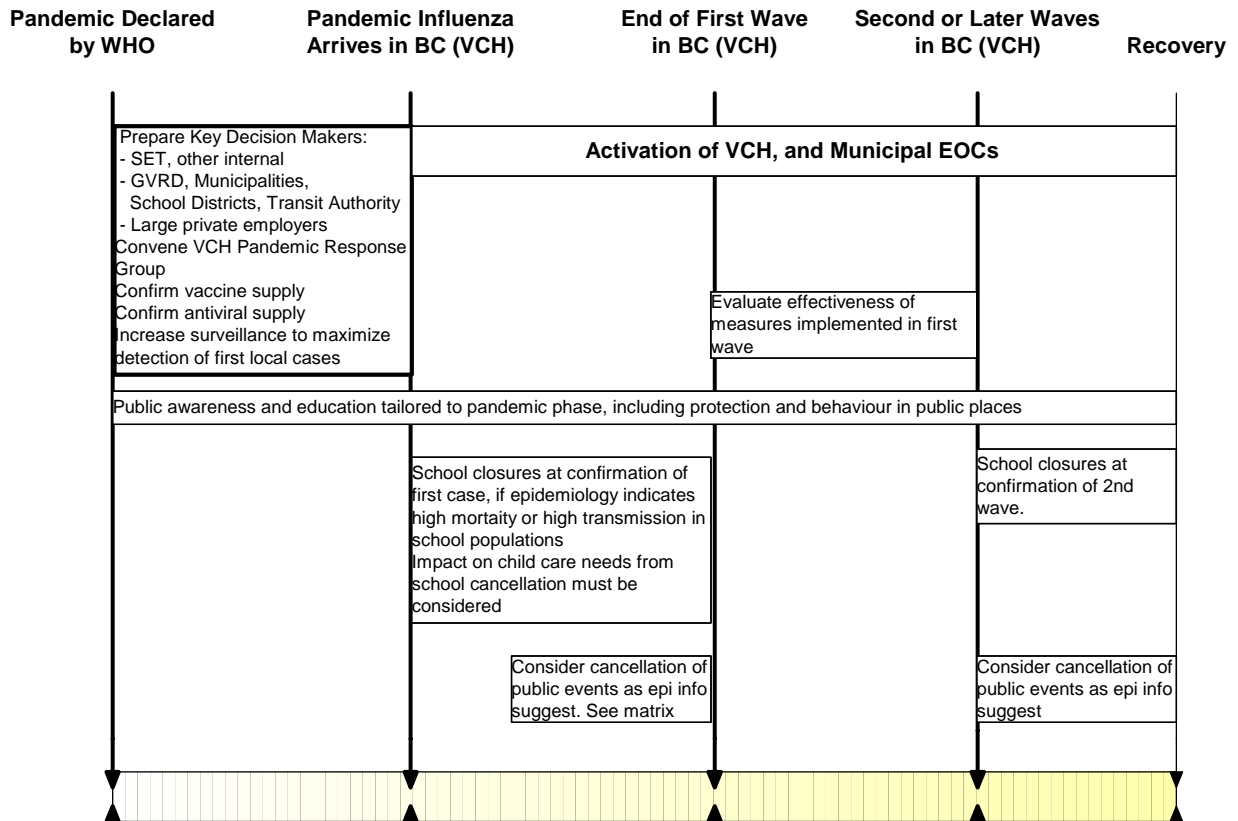 Pandemic Declared
by WHO
Pandemic Influenza
Arrives in BC (VCH)
End of First Wave
in BC (VCH)
Second or Later Waves
in BC (VCH)
Recovery
Prepare Key Decision Makers:
- SET, other internal
- GVRD, Municipalities,
School Districts, Transit Authority
- Large private employers
Convene VCH Pandemic Response
Group
Confirm vaccine supply
Confirm antiviral supply
Increase surveillance to maximize
detection of first local cases
Activation of VCH, and Municipal EOCs
Evaluate effectiveness of
measures implemented in first
wave
Public awareness and education tailored to pandemic phase, including protection and behaviour in public places
School closures at confirmation of
first case, if epidemiology indicates
high mortaity or high transmission in
school populations
Impact on child care needs from
school cancellation must be
considered
School closures at
confirmation of 2nd
wave.
Consider cancellation of
public events as epi info
suggest. See matrix
Consider cancellation of
public events as epi info
suggest